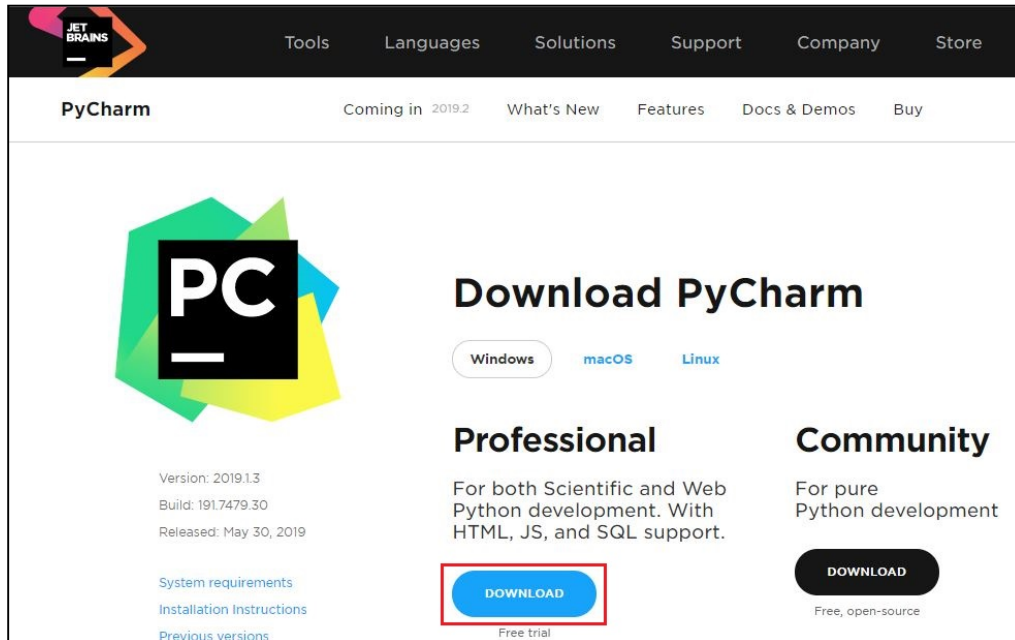 JET
BRAINS
Tools Languages Solutions Support Company Store
PyCharm Coming in 2019.2 What's New Features Docs & Demos Buy
PC
Download PyCharm
Windows macOS Linux
Version: 2019.1.3
Build: 191.7479.30
Released: May 30, 2019
System requirements
Installation Instructions
Previous versions
Professional
For both Scientific and Web
Python development. With
HTML, JS, and SQL support.
DOWNLOAD
Free trial
Community
For pure
Python development
DOWNLOAD
Free, open-source